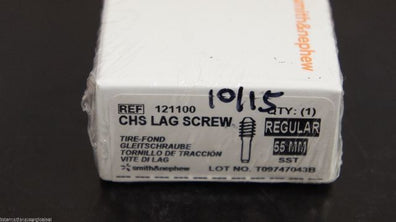 smith&nephew
10/15
REF 121100
QTY: (1)
CHS LAG SCREW
REGULAR
TIRE-FOND
55 MM
GLEITSCHRAUBE
TORNILLO DE TRACCIÓN
SST
VITE DI LAG
smith&nephew
LOT NO. T09747043B